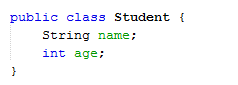 public class Student {
    String name;
    int age;
}